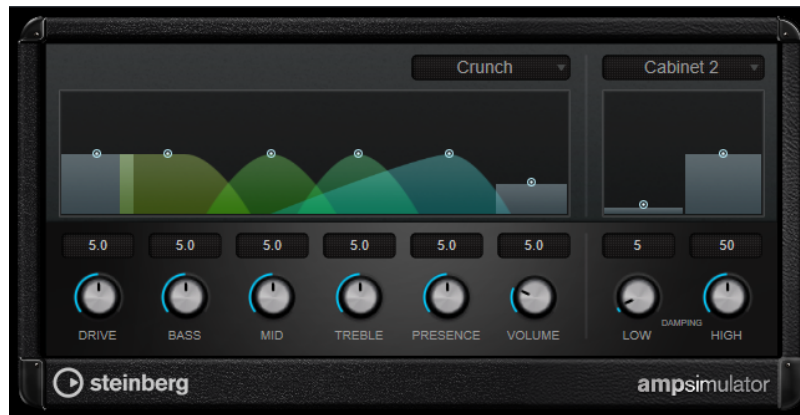 Crunch
Cabinet 2
5.0 5.0 5.0 5.0 5.0 5.0 5 50
DRIVE BASS MID TREBLE PRESENCE VOLUME LOW DAMPING HIGH
steinberg
ampsimulator